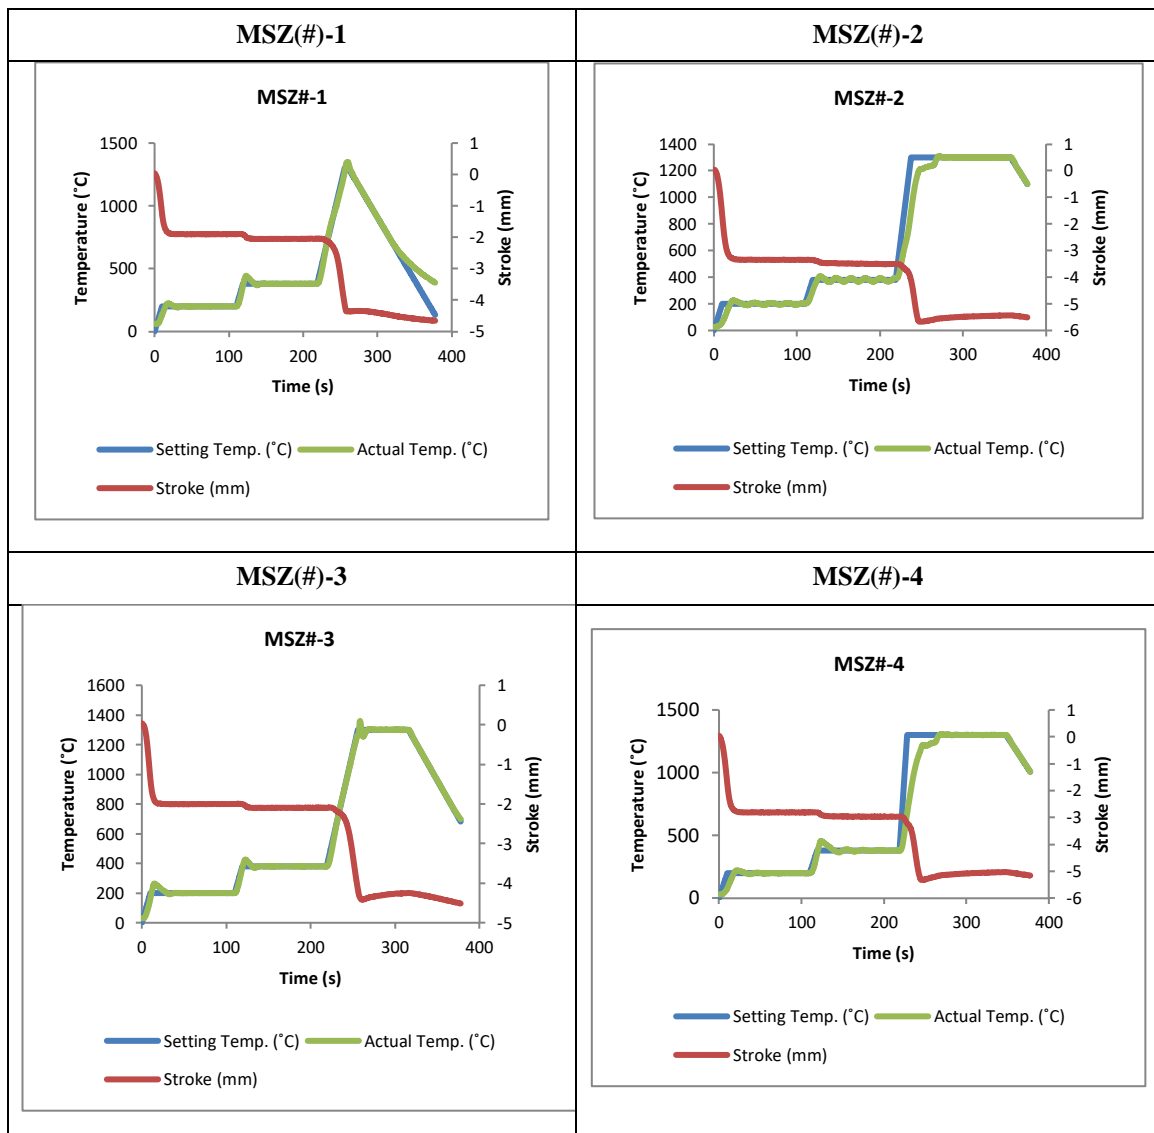 MSZ(#)-1
MSZ#-1
Temperature (˚C)
1500
1000
500
0
1
0
-1
-2
-3
-4
-5
Stroke (mm)
0 100 200 300 400
Time (s)
Setting Temp. (˚C) Actual Temp. (˚C)
Stroke (mm)
MSZ(#)-2
MSZ#-2
Temperature (˚C)
1400
1200
1000
800
600
400
200
0
1
0
-1
-2
-3
-4
-5
-6
Stroke (mm)
0 100 200 300 400
Time (s)
Setting Temp. (˚C) Actual Temp. (˚C)
Stroke (mm)
MSZ(#)-3
MSZ#-3
Temperature (˚C)
1600
1400
1200
1000
800
600
400
200
0
1
0
-1
-2
-3
-4
-5
Stroke (mm)
0 100 200 300 400
Time (s)
Setting Temp. (˚C) Actual Temp. (˚C)
Stroke (mm)
MSZ(#)-4
MSZ#-4
Temperature (˚C)
1500
1000
500
0
1
0
-1
-2
-3
-4
-5
-6
Stroke (mm)
0 100 200 300 400
Time (s)
Setting Temp. (˚C) Actual Temp. (˚C)
Stroke (mm)